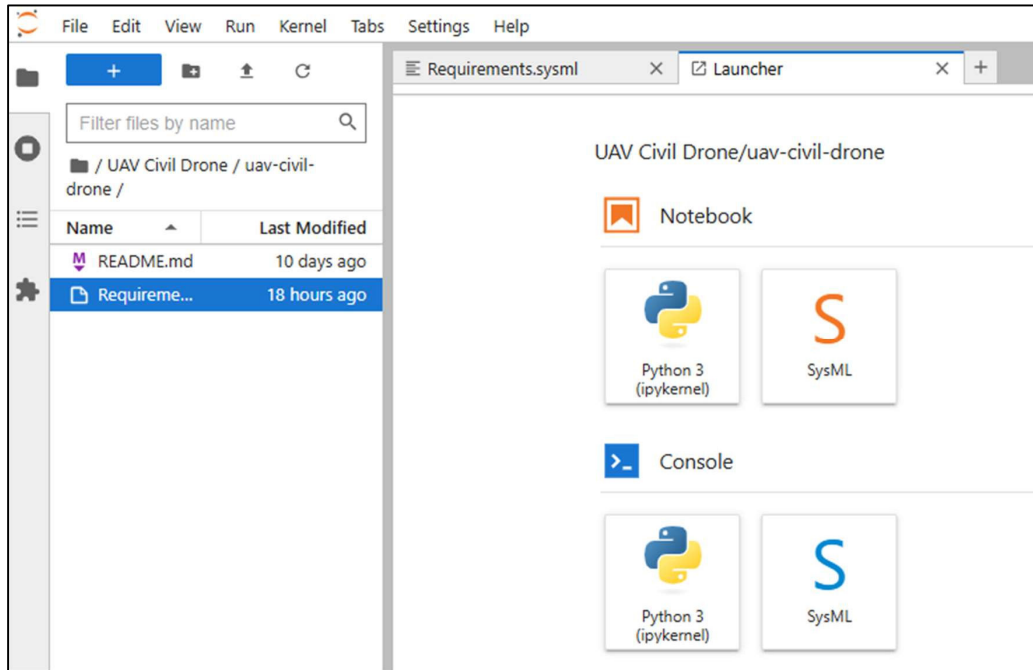 File Edit View Run Kernel Tabs Settings Help
Requirements.sysml
Launcher
Filter files by name
/ UAV Civil Drone / uav-civil-
drone /
Name Last Modified
README.md 10 days ago
Requireme... 18 hours ago
UAV Civil Drone/uav-civil-drone
Notebook
Python 3
(ipykernel)
SysML
Console
Python 3
(ipykernel)
SysML